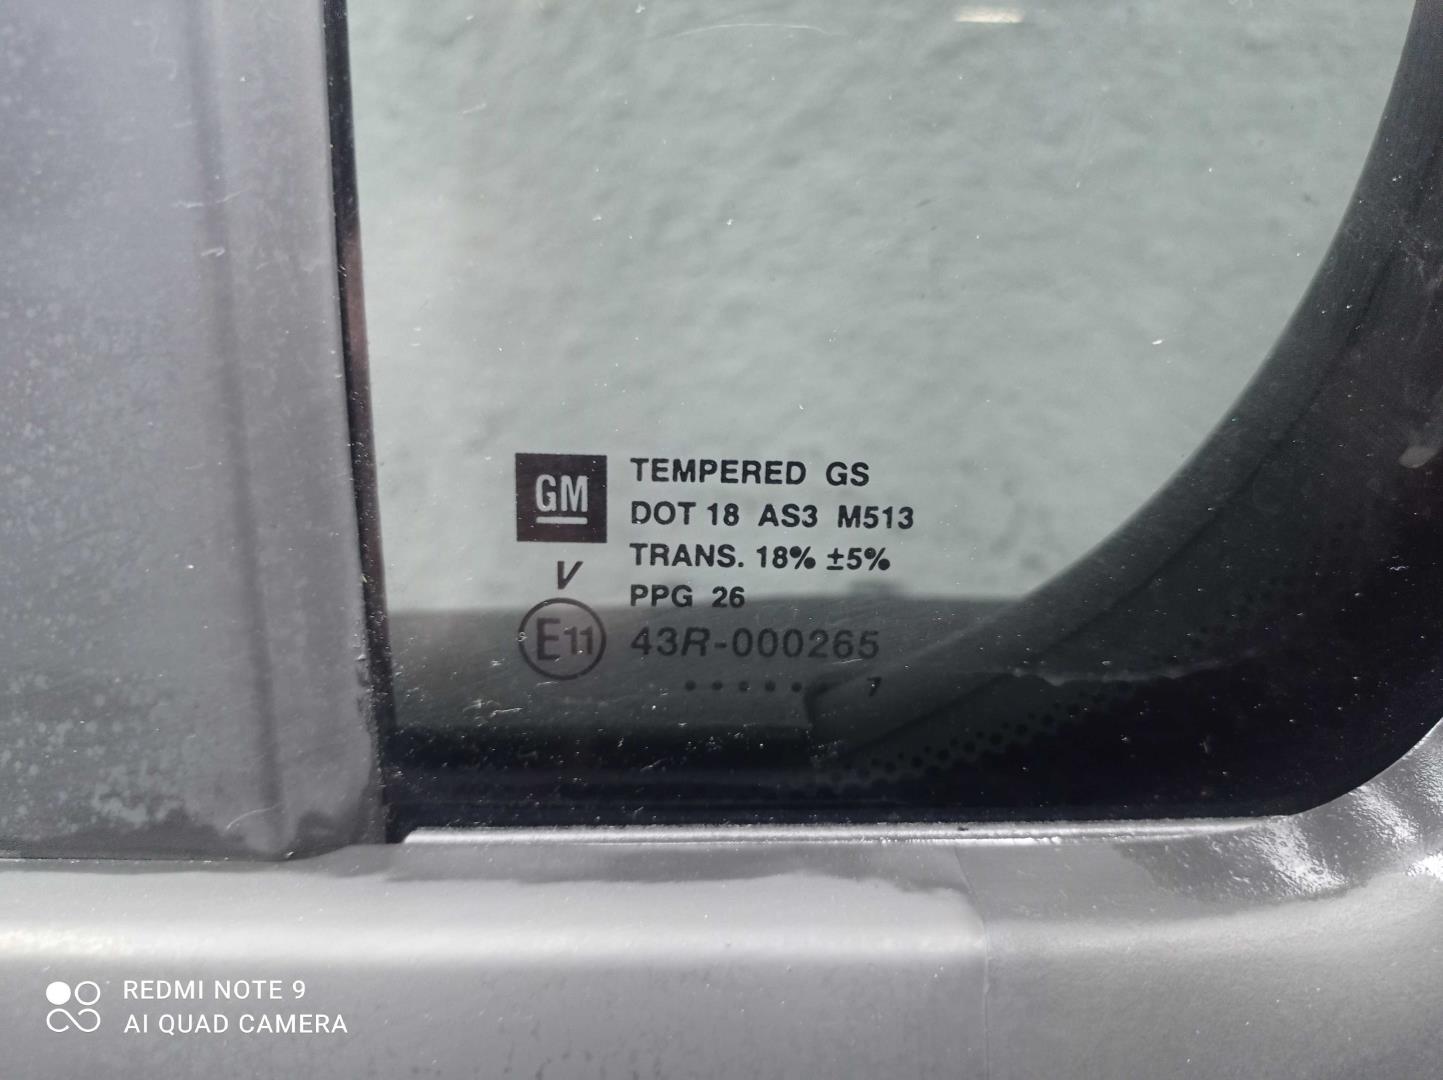 GM
TEMPERED GS
DOT 18 AS3 M513
TRANS. 18% ±5%
V
PPG 26
E11
43R-000265
• • • • • 7
REDMI NOTE 9
AI QUAD CAMERA